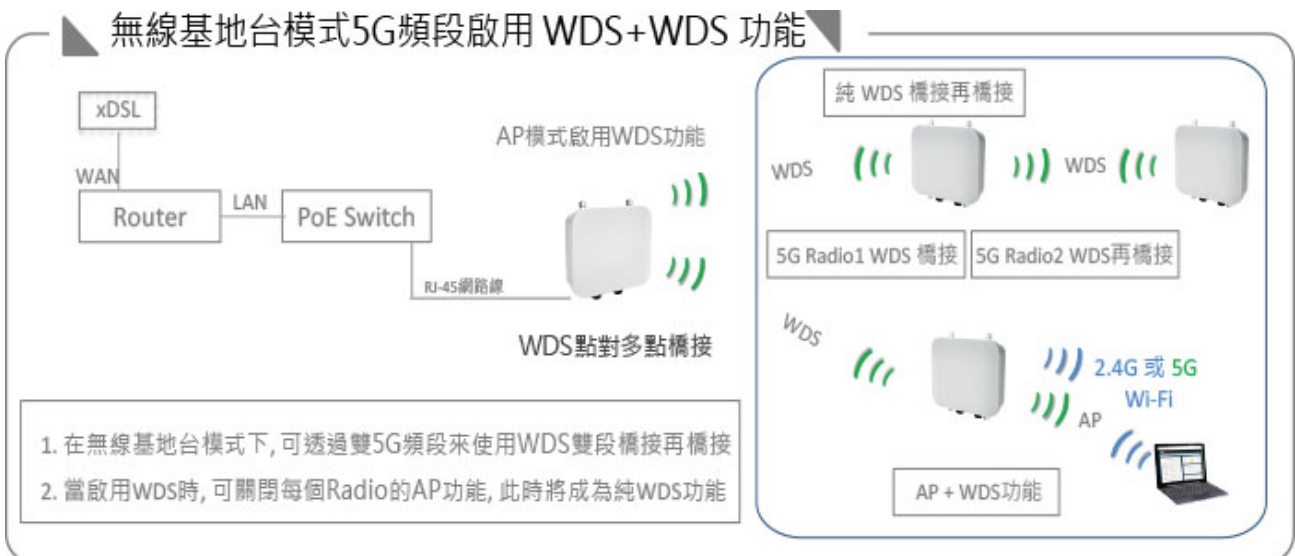 無線基地台模式5G頻段啟用 WDS+WDS 功能
xDSL
WAN
Router
LAN
PoE Switch
RJ-45網路線
AP模式啟用WDS功能
WDS點對多點橋接
純 WDS 橋接再橋接
WDS
WDS
5G Radio1 WDS 橋接
5G Radio2 WDS再橋接
WDS
2.4G 或 5G
Wi-Fi
AP
AP + WDS功能
1. 在無線基地台模式下, 可透過雙5G頻段來使用WDS雙段橋接再橋接
2. 當啟用WDS時, 可關閉每個Radio的AP功能, 此時將成為純WDS功能